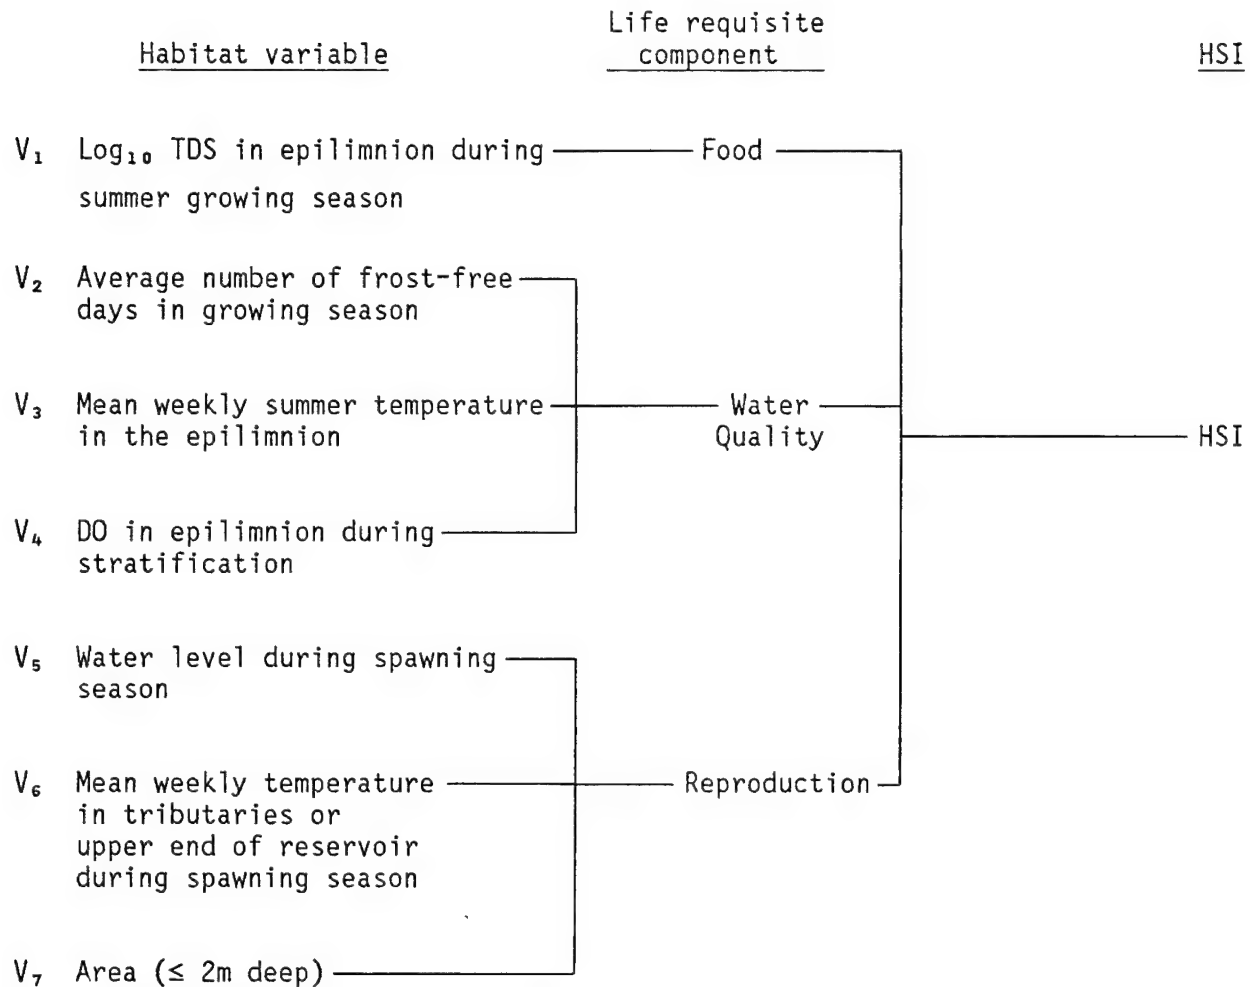 Life requisite
Habitat variable component HSI
V₁ Log₁₀ TDS in epilimnion during Food
summer growing season
V₂ Average number of frost-free
days in growing season
V₃ Mean weekly summer temperature Water
in the epilimnion Quality HSI
V₄ DO in epilimnion during
stratification
V₅ Water level during spawning
season
V₆ Mean weekly temperature Reproduction
in tributaries or
upper end of reservoir
during spawning season
V₇ Area (≤ 2m deep)